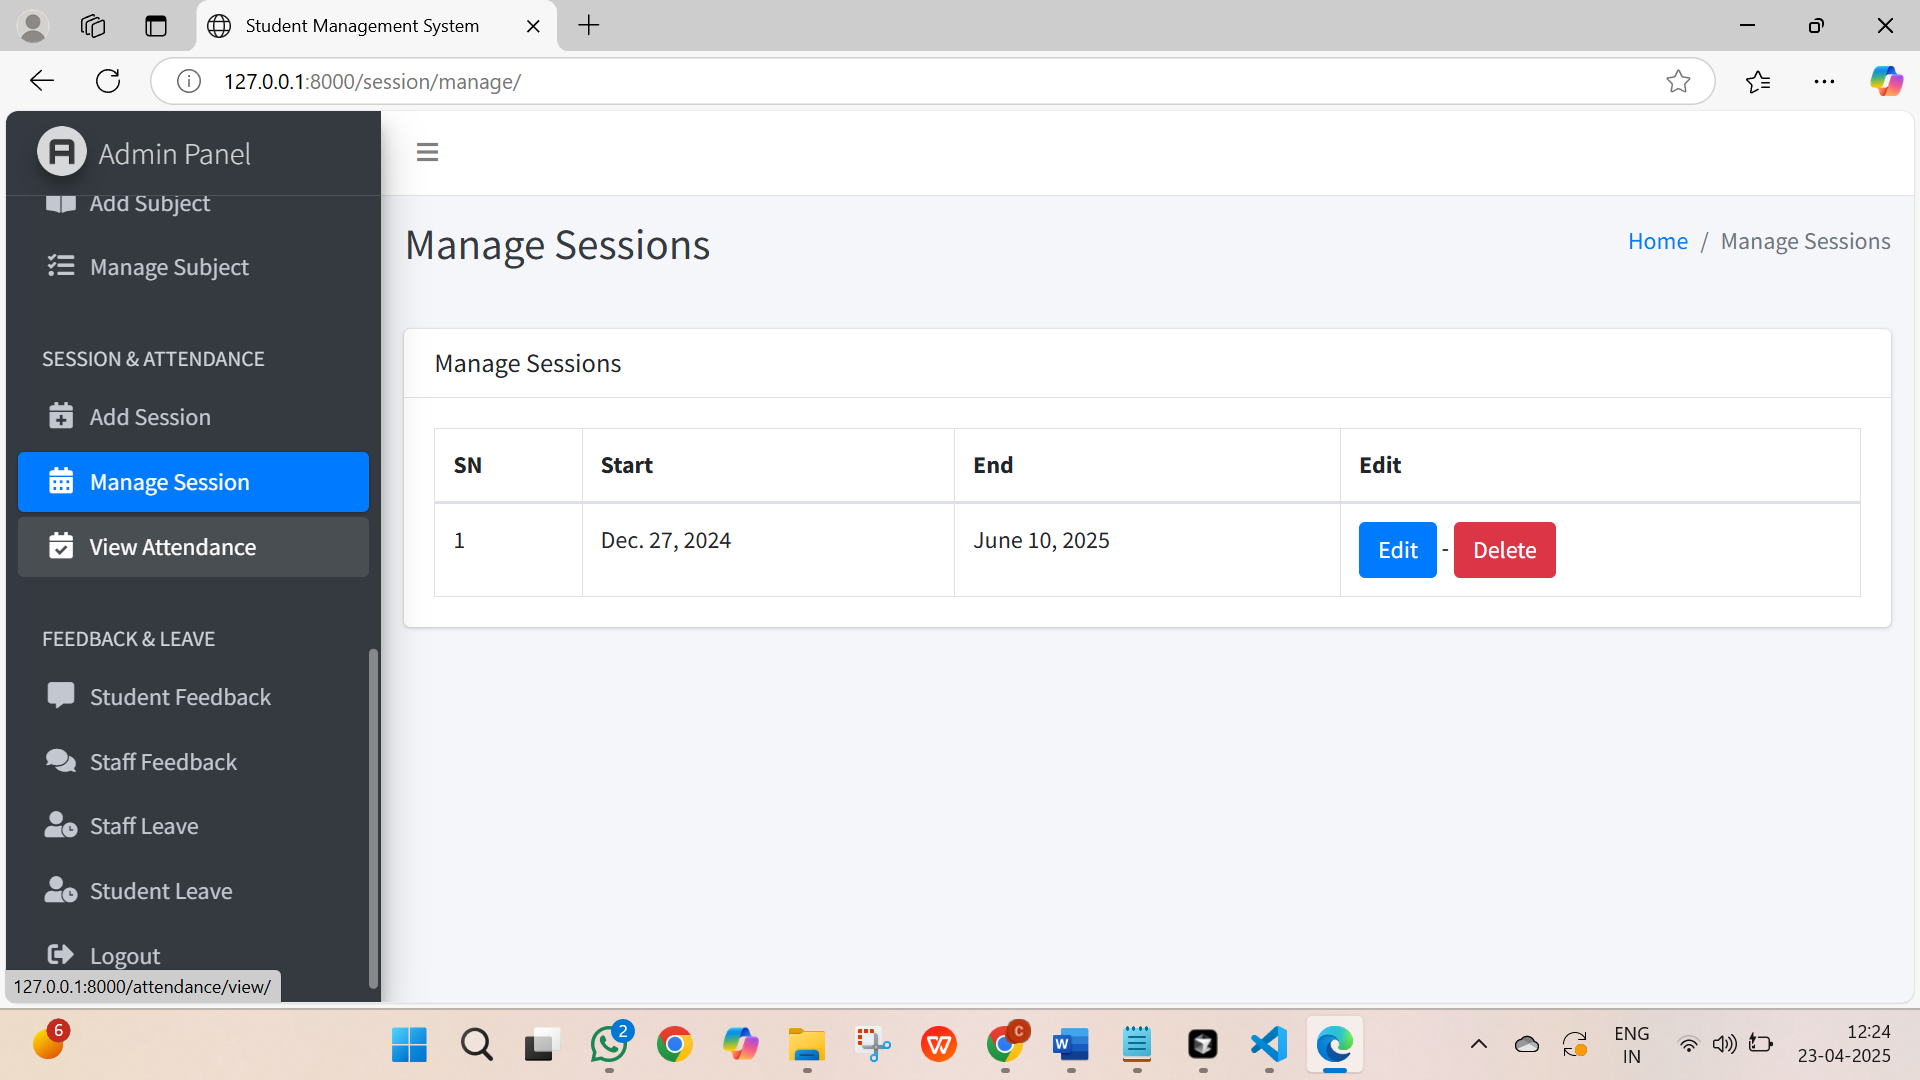 Student Management System
127.0.0.1:8000/session/manage/
Admin Panel
Add Subject
Manage Subject
SESSION & ATTENDANCE
Add Session
Manage Session
View Attendance
FEEDBACK & LEAVE
Student Feedback
Staff Feedback
Staff Leave
Student Leave
Logout
127.0.0.1:8000/attendance/view/
Manage Sessions
Home / Manage Sessions
Manage Sessions
SN Start End Edit
1 Dec. 27, 2024 June 10, 2025 Edit - Delete
6
2
C
W
ENG
IN
12:24
23-04-2025